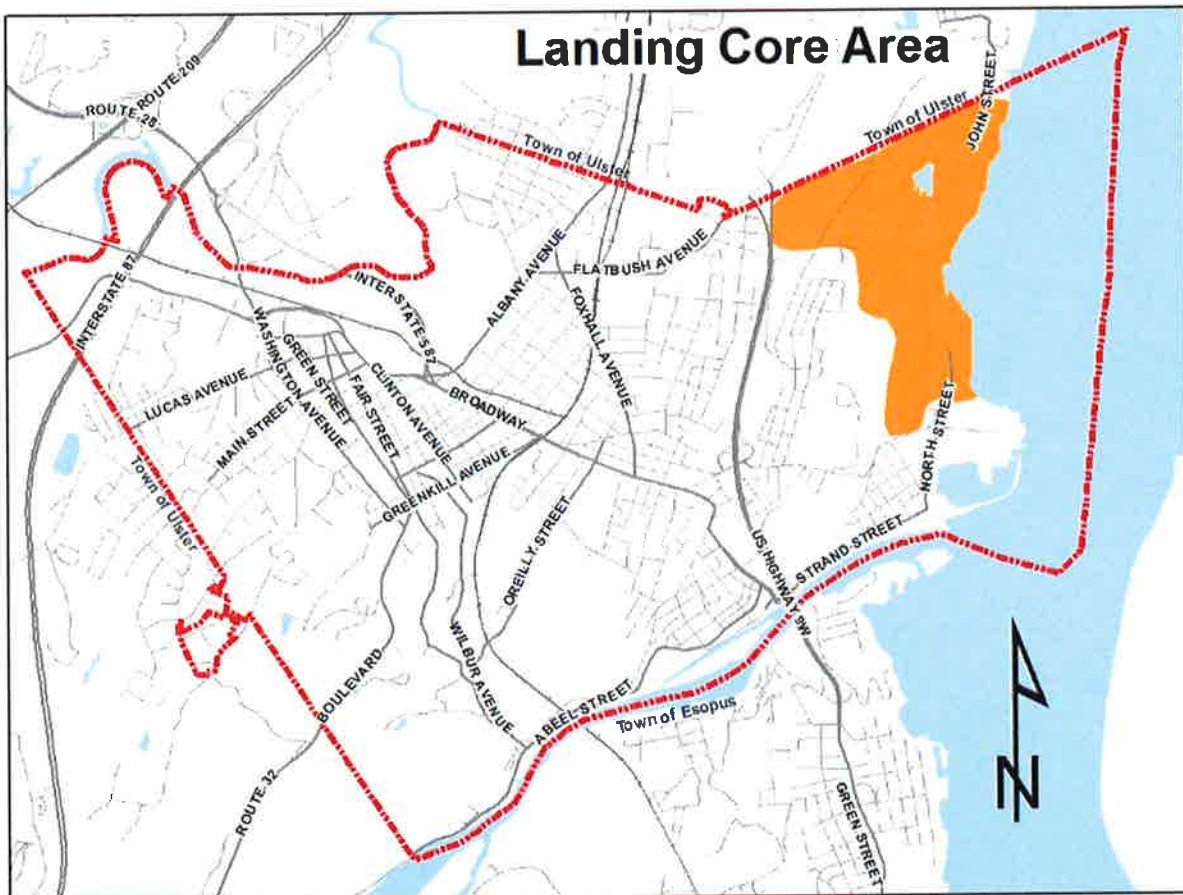 Landing Core Area
ROUTE 209
ROUTE 28
ROUTE
Town of Ulster
Town of Ulster
JOHN STREET
INTERSTATE 87
INTERSTATE 587
ALBANY AVENUE
FLATBUSH AVENUE
FOXHALL AVENUE
WASHINGTON AVENUE
GREEN STREET
FAIR STREET
CLINTON AVENUE
BROADWAY
LUCAS AVENUE
MAIN STREET
GREENKILL AVENUE
NORTH STREET
Town of Ulster
OREILLY STREET
STRAND STREET
US HIGHWAY 9W
WILBUR AVENUE
BOULEVARD
ABEEL STREET
Town of Esopus
ROUTE 32
GREEN STREET
N